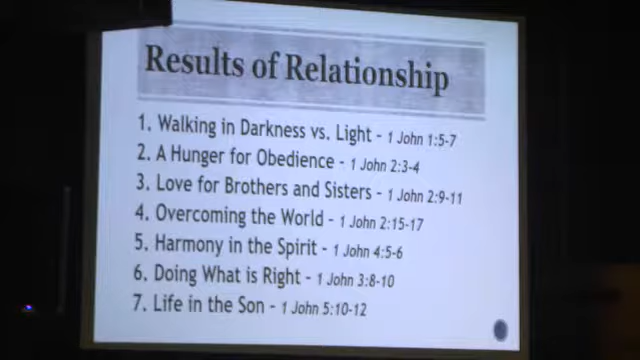 Results of Relationship
1. Walking in Darkness vs. Light - 1 John 1:5-7
2. A Hunger for Obedience - 1 John 2:3-4
3. Love for Brothers and Sisters - 1 John 2:9-11
4. Overcoming the World - 1 John 2:15-17
5. Harmony in the Spirit - 1 John 4:5-6
6. Doing What is Right - 1 John 3:8-10
7. Life in the Son - 1 John 5:10-12